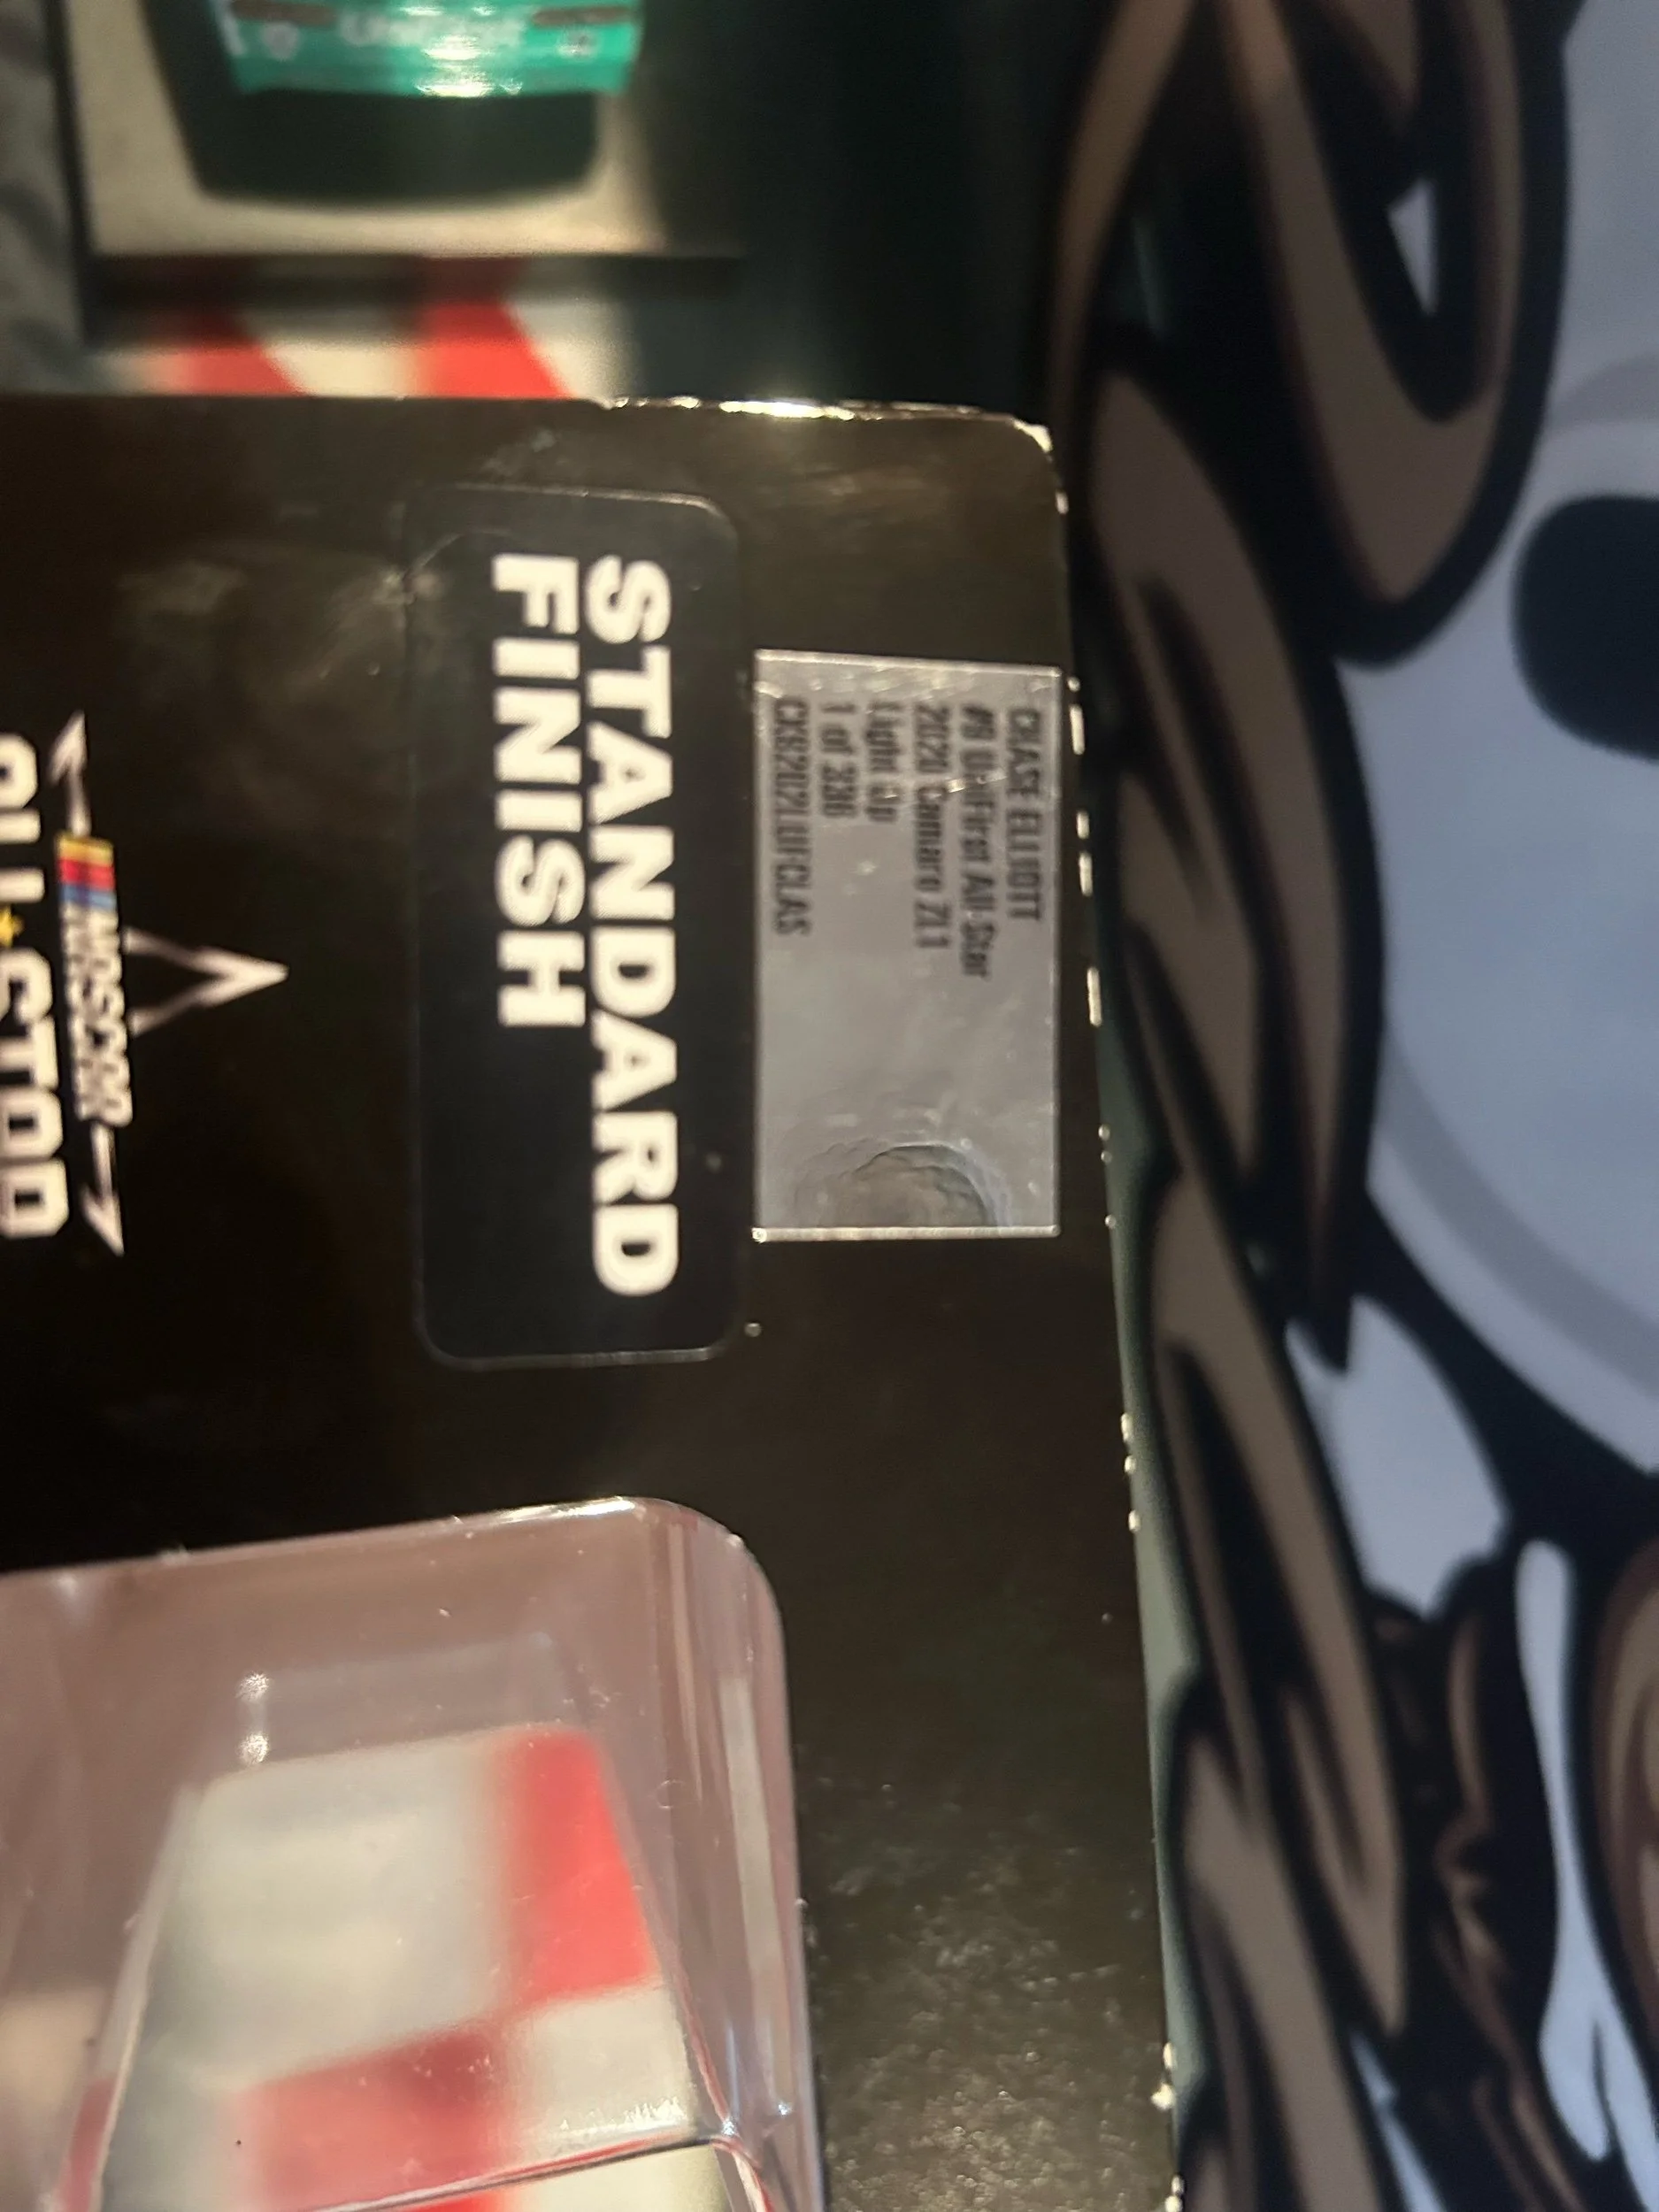 CHASE ELLIOTT
#9 UniFirst All-Star
2020 Camaro ZL1
Light Up
1 of 336
STANDARD
FINISH
NASCAR